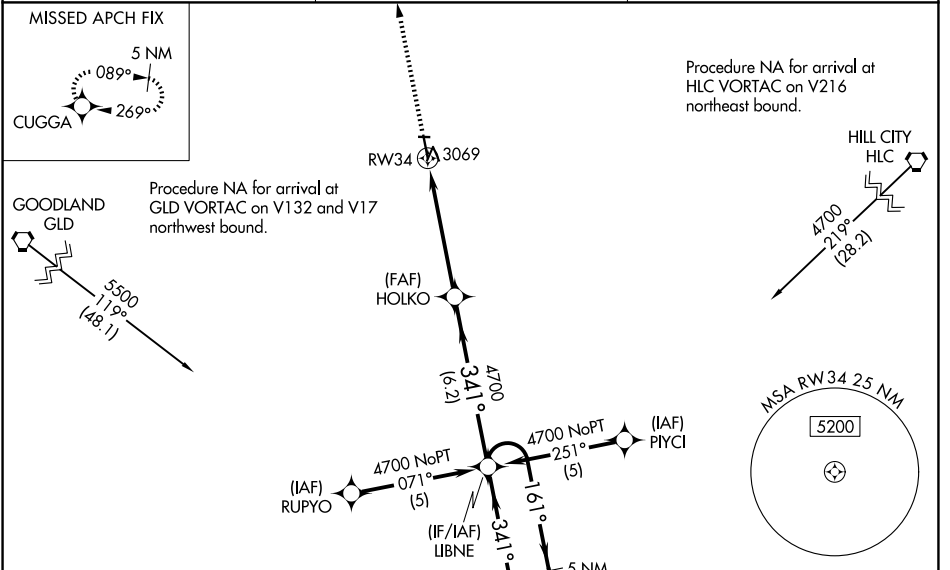 MISSED APCH FIX
5 NM
089°
269°
CUGGA
Procedure NA for arrival at
HLC VORTAC on V216
northeast bound.
RW34
3069
HILL CITY
HLC
4700
219°
(28.2)
Procedure NA for arrival at
GLD VORTAC on V132 and V17
northwest bound.
GOODLAND
GLD
5500
119°
(48.1)
(FAF)
HOLKO
4700
341°
(6.2)
MSA RW34 25 NM
5200
4700 NoPT
251°
(5)
(IAF)
PIYCI
4700 NoPT
071°
(5)
(IAF)
RUPYO
(IF/IAF)
LIBNE
161°
341°
5 NM